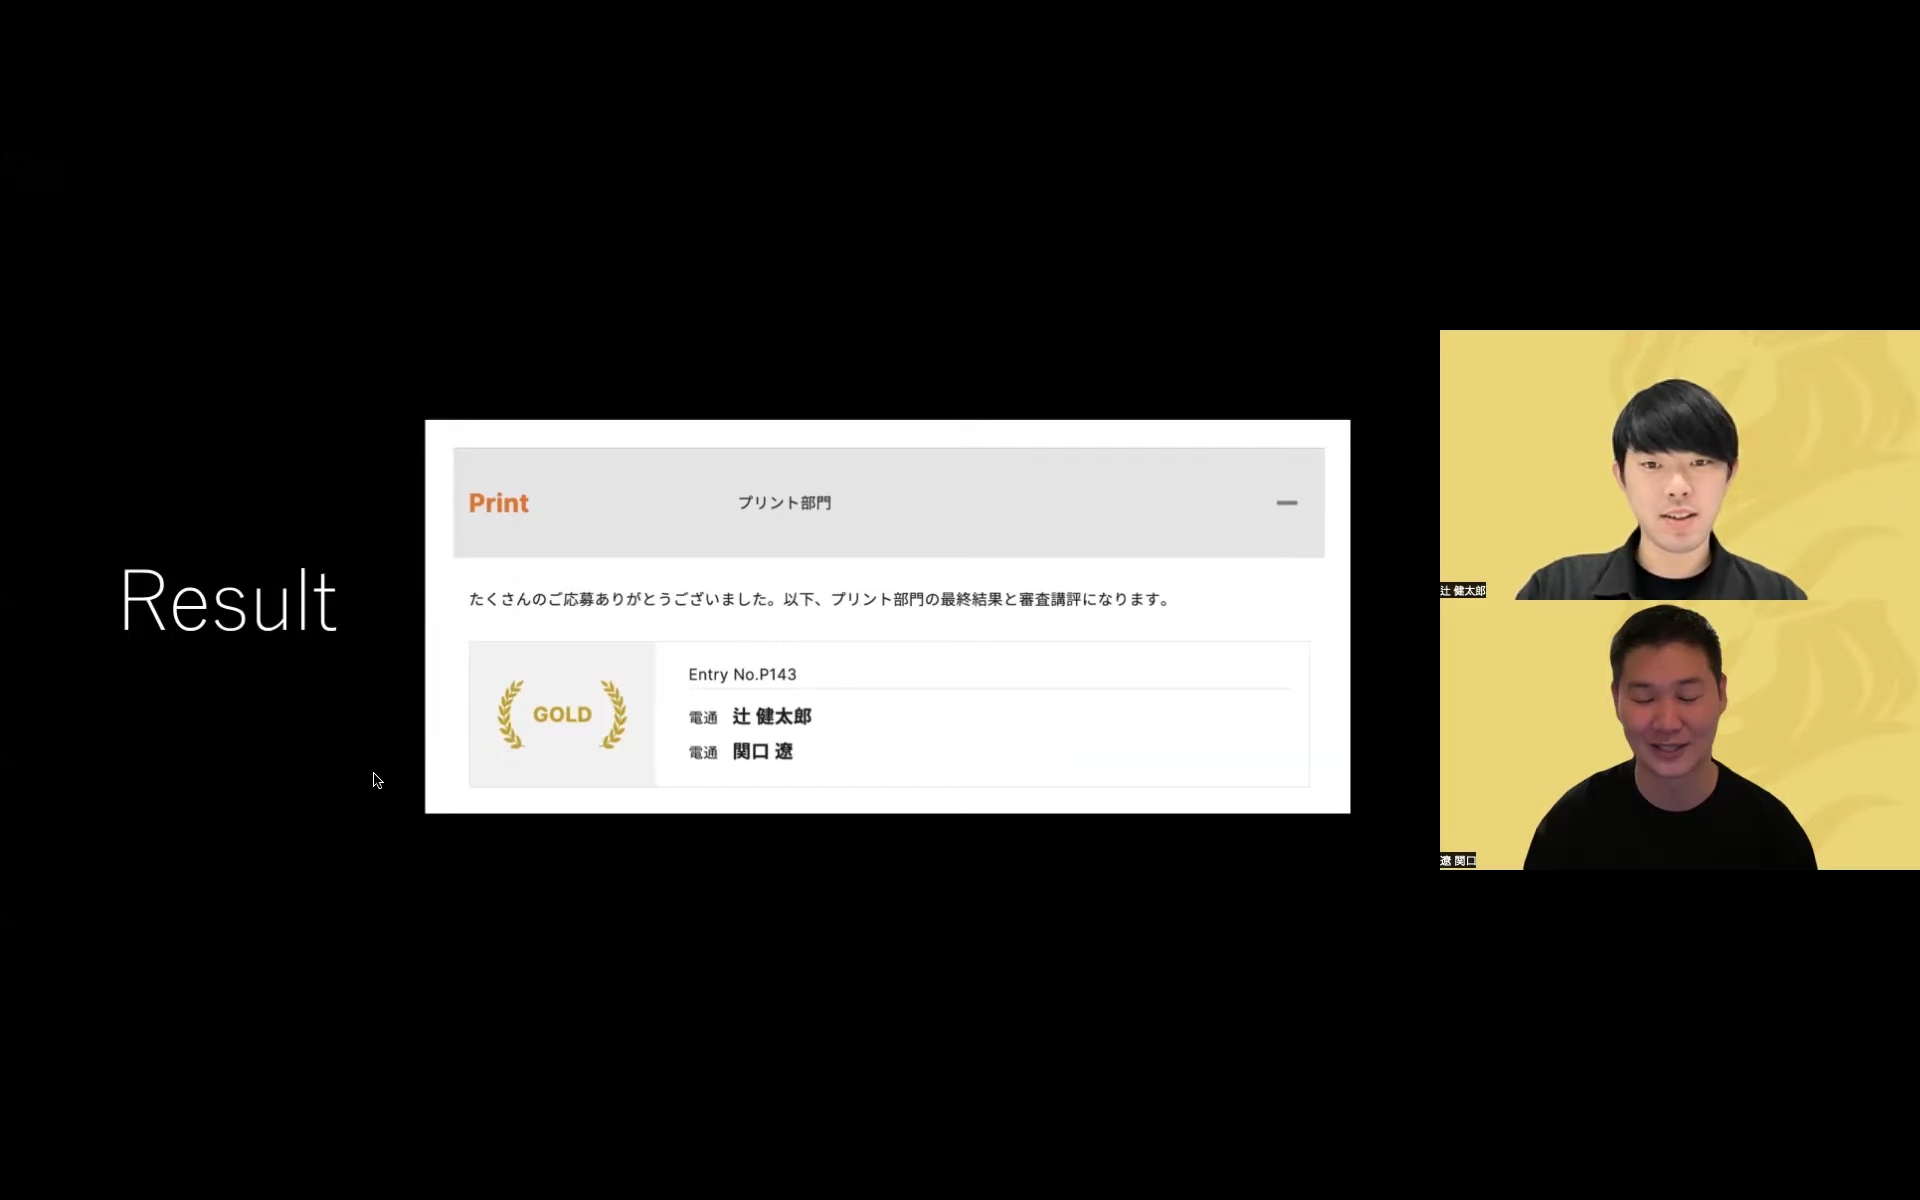 Result
Print
プリント部門
たくさんのご応募ありがとうございました。以下、プリント部門の最終結果と審査講評になります。
GOLD
Entry No.P143
電通 辻 健太郎
電通 関口 遼
辻 健太郎
遼 関口